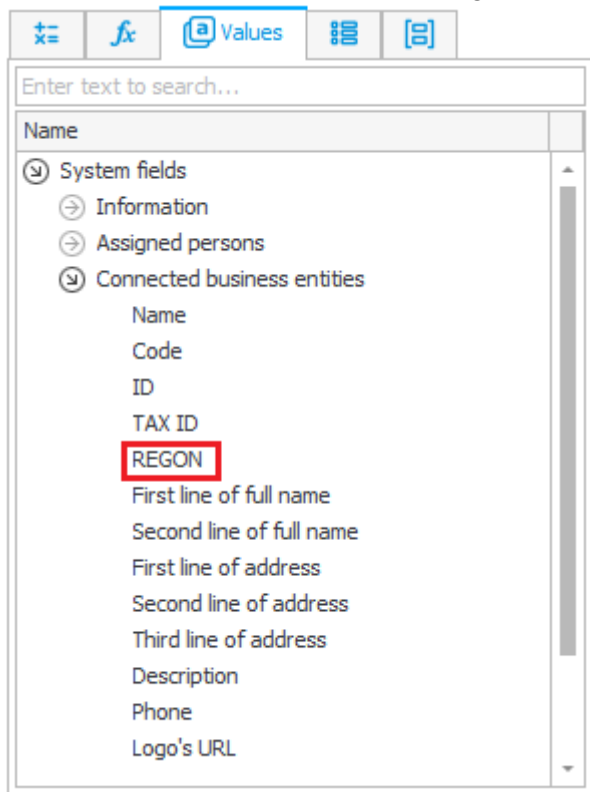 Values
Enter text to search...
Name
System fields
Information
Assigned persons
Connected business entities
Name
Code
ID
TAX ID
REGON
First line of full name
Second line of full name
First line of address
Second line of address
Third line of address
Description
Phone
Logo's URL